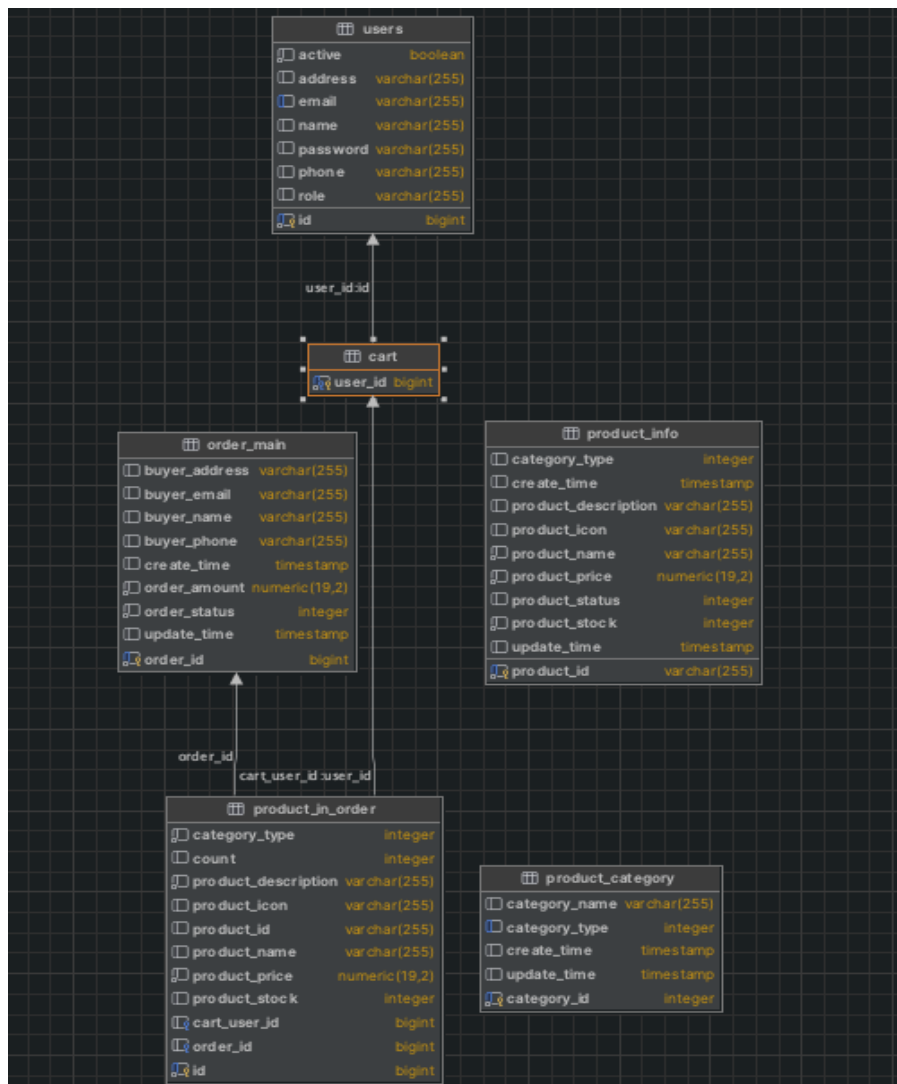 users
active boolean
address varchar(255)
email varchar(255)
name varchar(255)
password varchar(255)
phone varchar(255)
role varchar(255)
id bigint
user_id:id
cart
user_id bigint
order_main
buyer_address varchar(255)
buyer_email varchar(255)
buyer_name varchar(255)
buyer_phone varchar(255)
create_time timestamp
order_amount numeric(19,2)
order_status integer
update_time timestamp
order_id bigint
product_info
category_type integer
create_time timestamp
product_description varchar(255)
product_icon varchar(255)
product_name varchar(255)
product_price numeric(19,2)
product_status integer
product_stock integer
update_time timestamp
product_id varchar(255)
order_id
cart_user_id:user_id
product_in_order
category_type integer
count integer
product_description varchar(255)
product_icon varchar(255)
product_id varchar(255)
product_name varchar(255)
product_price numeric(19,2)
product_stock integer
cart_user_id bigint
order_id bigint
id bigint
product_category
category_name varchar(255)
category_type integer
create_time timestamp
update_time timestamp
category_id integer